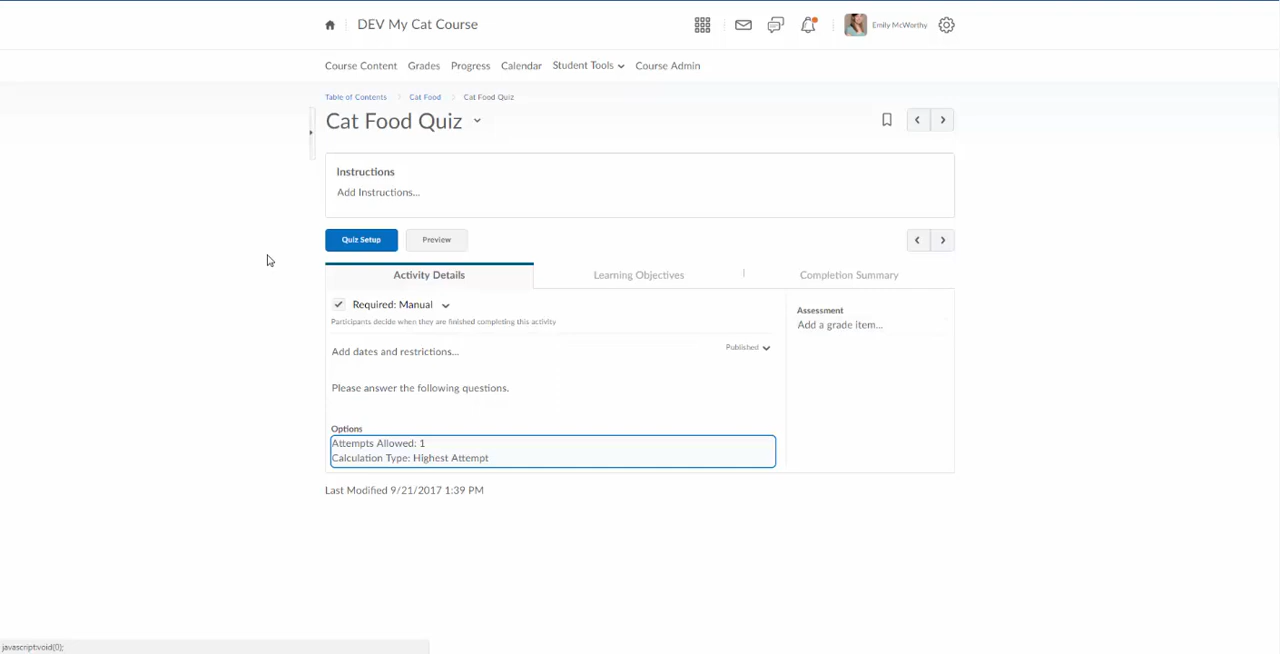 DEV My Cat Course
Emily McWorthy
Course Content Grades Progress Calendar Student Tools Course Admin
Table of Contents Cat Food Cat Food Quiz
Cat Food Quiz
Instructions
Add Instructions...
Quiz Setup Preview
Activity Details Learning Objectives Completion Summary
Required: Manual
Participants decide when they are finished completing this activity
Assessment
Add a grade item...
Add dates and restrictions... Published
Please answer the following questions.
Options
Attempts Allowed: 1
Calculation Type: Highest Attempt
Last Modified 9/21/2017 1:39 PM
javascript:void(0);